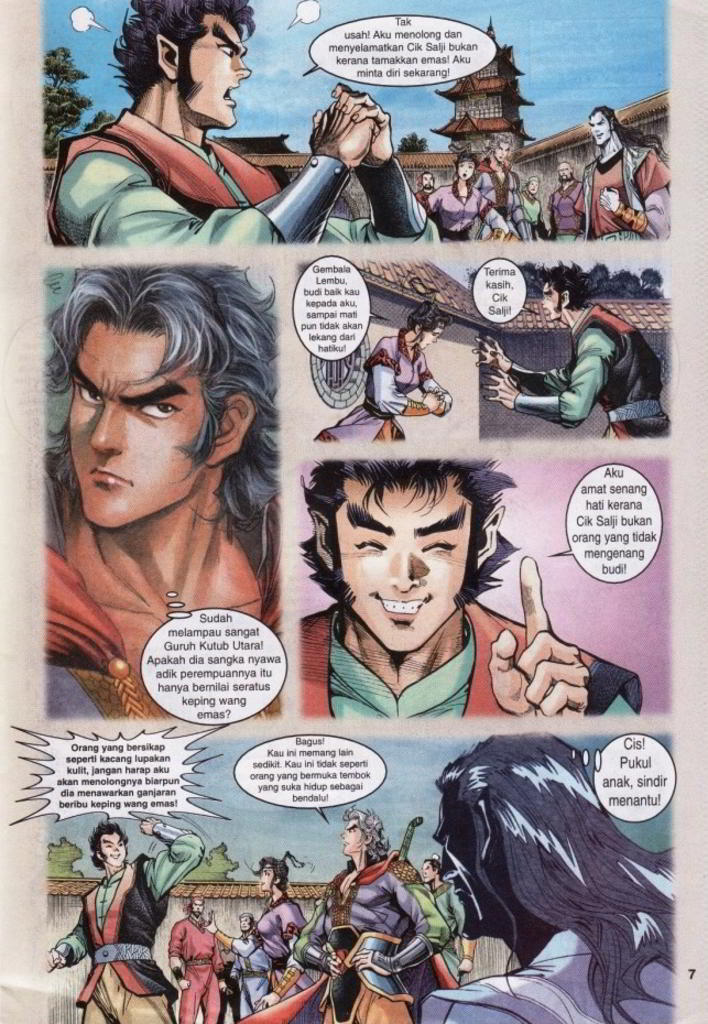 Tak
usah! Aku menolong dan
menyelamatkan Cik Salji bukan
kerana tamakkan emas! Aku
minta diri sekarang!
Gembala
Lembu,
budi baik kau
kepada aku,
sampai mati
pun tidak akan
lekang dari
hatiku!
Terima
kasih,
Cik
Salji!
Sudah
melampau sangat
Guruh Kutub Utara!
Apakah dia sangka nyawa
adik perempuannya itu
hanya bernilai seratus
keping wang
emas?
Aku
amat senang
hati kerana
Cik Salji bukan
orang yang tidak
mengenang
budi!
Orang yang bersikap
seperti kacang lupakan
kulit, jangan harap aku
akan menolongnya biarpun
dia menawarkan ganjaran
beribu keping wang emas!
Bagus!
Kau ini memang lain
sedikit. Kau ini tidak seperti
orang yang bermuka tembok
yang suka hidup sebagai
bendalu!
Cis!
Pukul
anak, sindir
menantu!
7